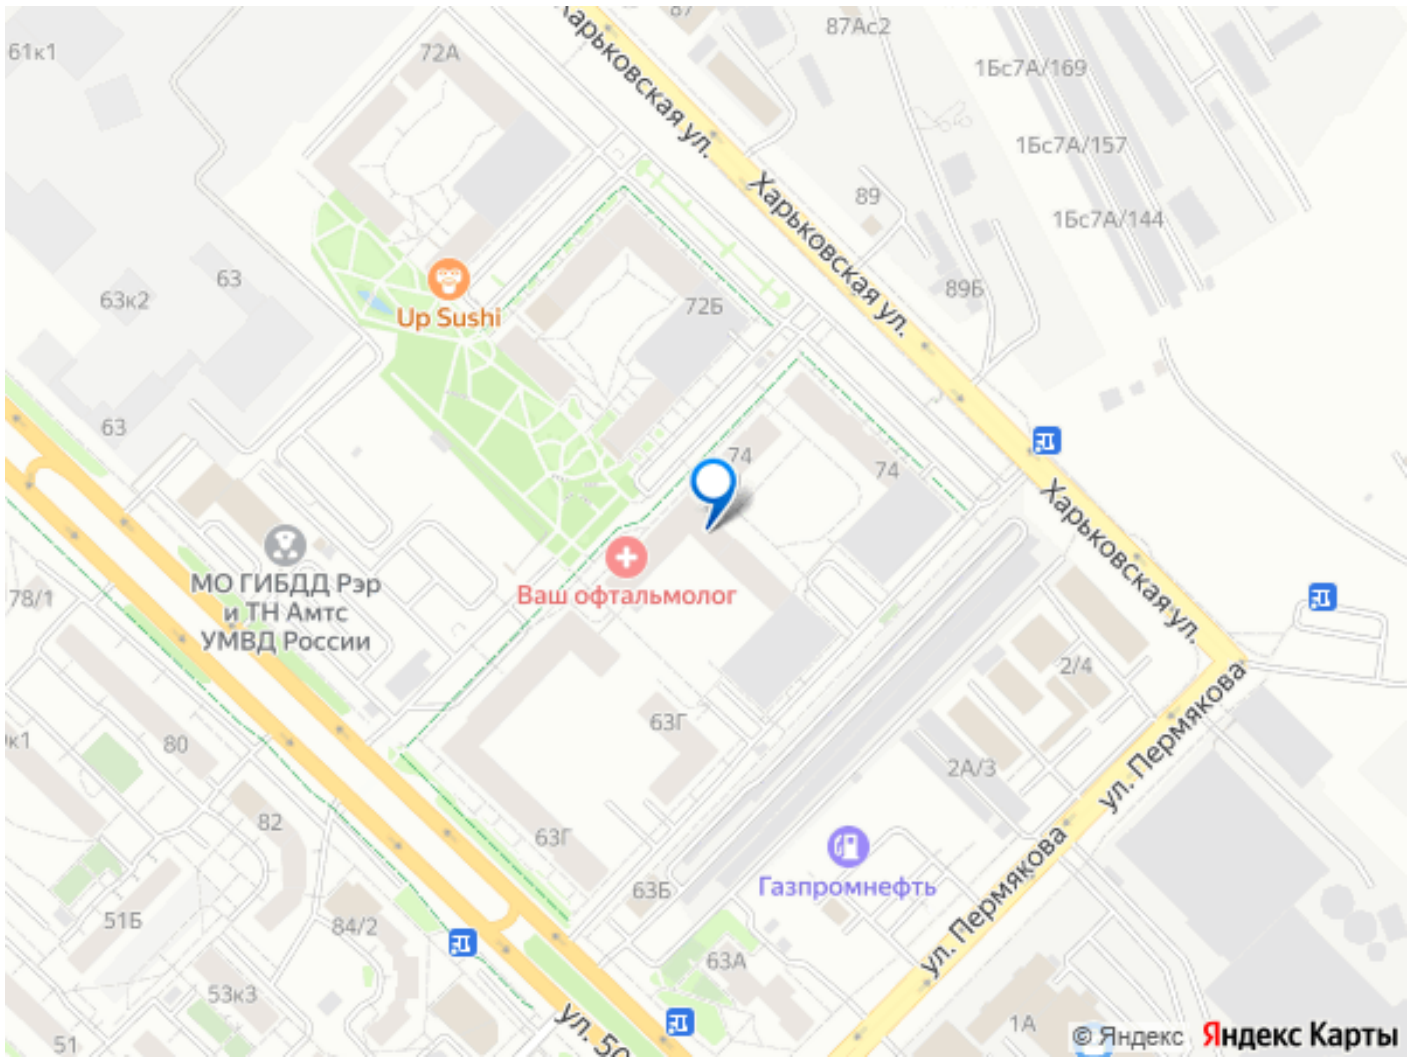 87
87Ас2
61к1
72А
1Бс7А/169
Харьковская ул.
1Бс7А/157
Харьковская ул.
89
1Бс7А/144
63
63к2
89Б
72Б
Up Sushi
63
74
74
Харьковская ул.
МО ГИБДД Рэр
и ТН Амтс
УМВД России
Ваш офтальмолог
78/1
2/4
ул. Пермякова
63Г
80
2А/3
82
63Г
Газпромнефть
63Б
51Б
84/2
ул. Пермякова
63А
53к3
ул. 50
1А
51
© Яндекс Яндекс Карты